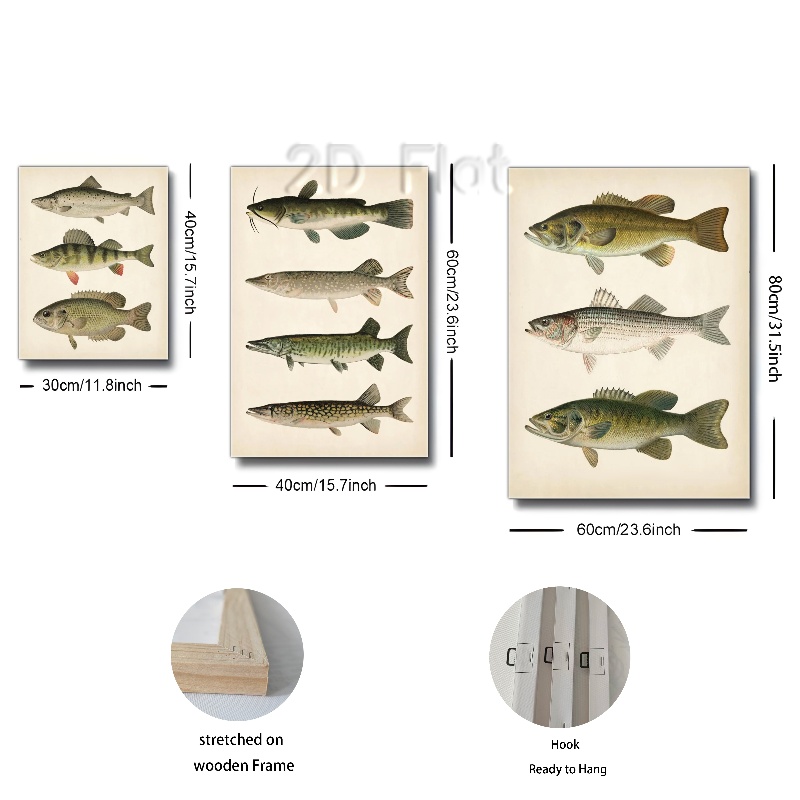 2D Flat
40cm/15.7inch
30cm/11.8inch
60cm/23.6inch
40cm/15.7inch
80cm/31.5inch
60cm/23.6inch
stretched on
wooden Frame
Hook
Ready to Hang